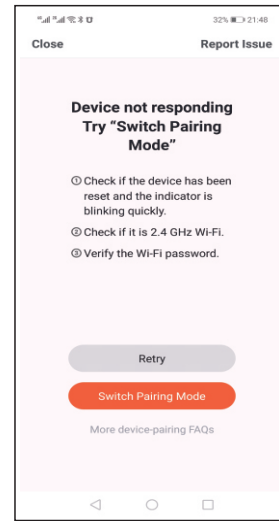 32% 21:48
Close Report Issue
Device not responding
Try “Switch Pairing
Mode”
① Check if the device has been
reset and the indicator is
blinking quickly.
② Check if it is 2.4 GHz Wi-Fi.
③ Verify the Wi-Fi password.
Retry
Switch Pairing Mode
More device-pairing FAQs